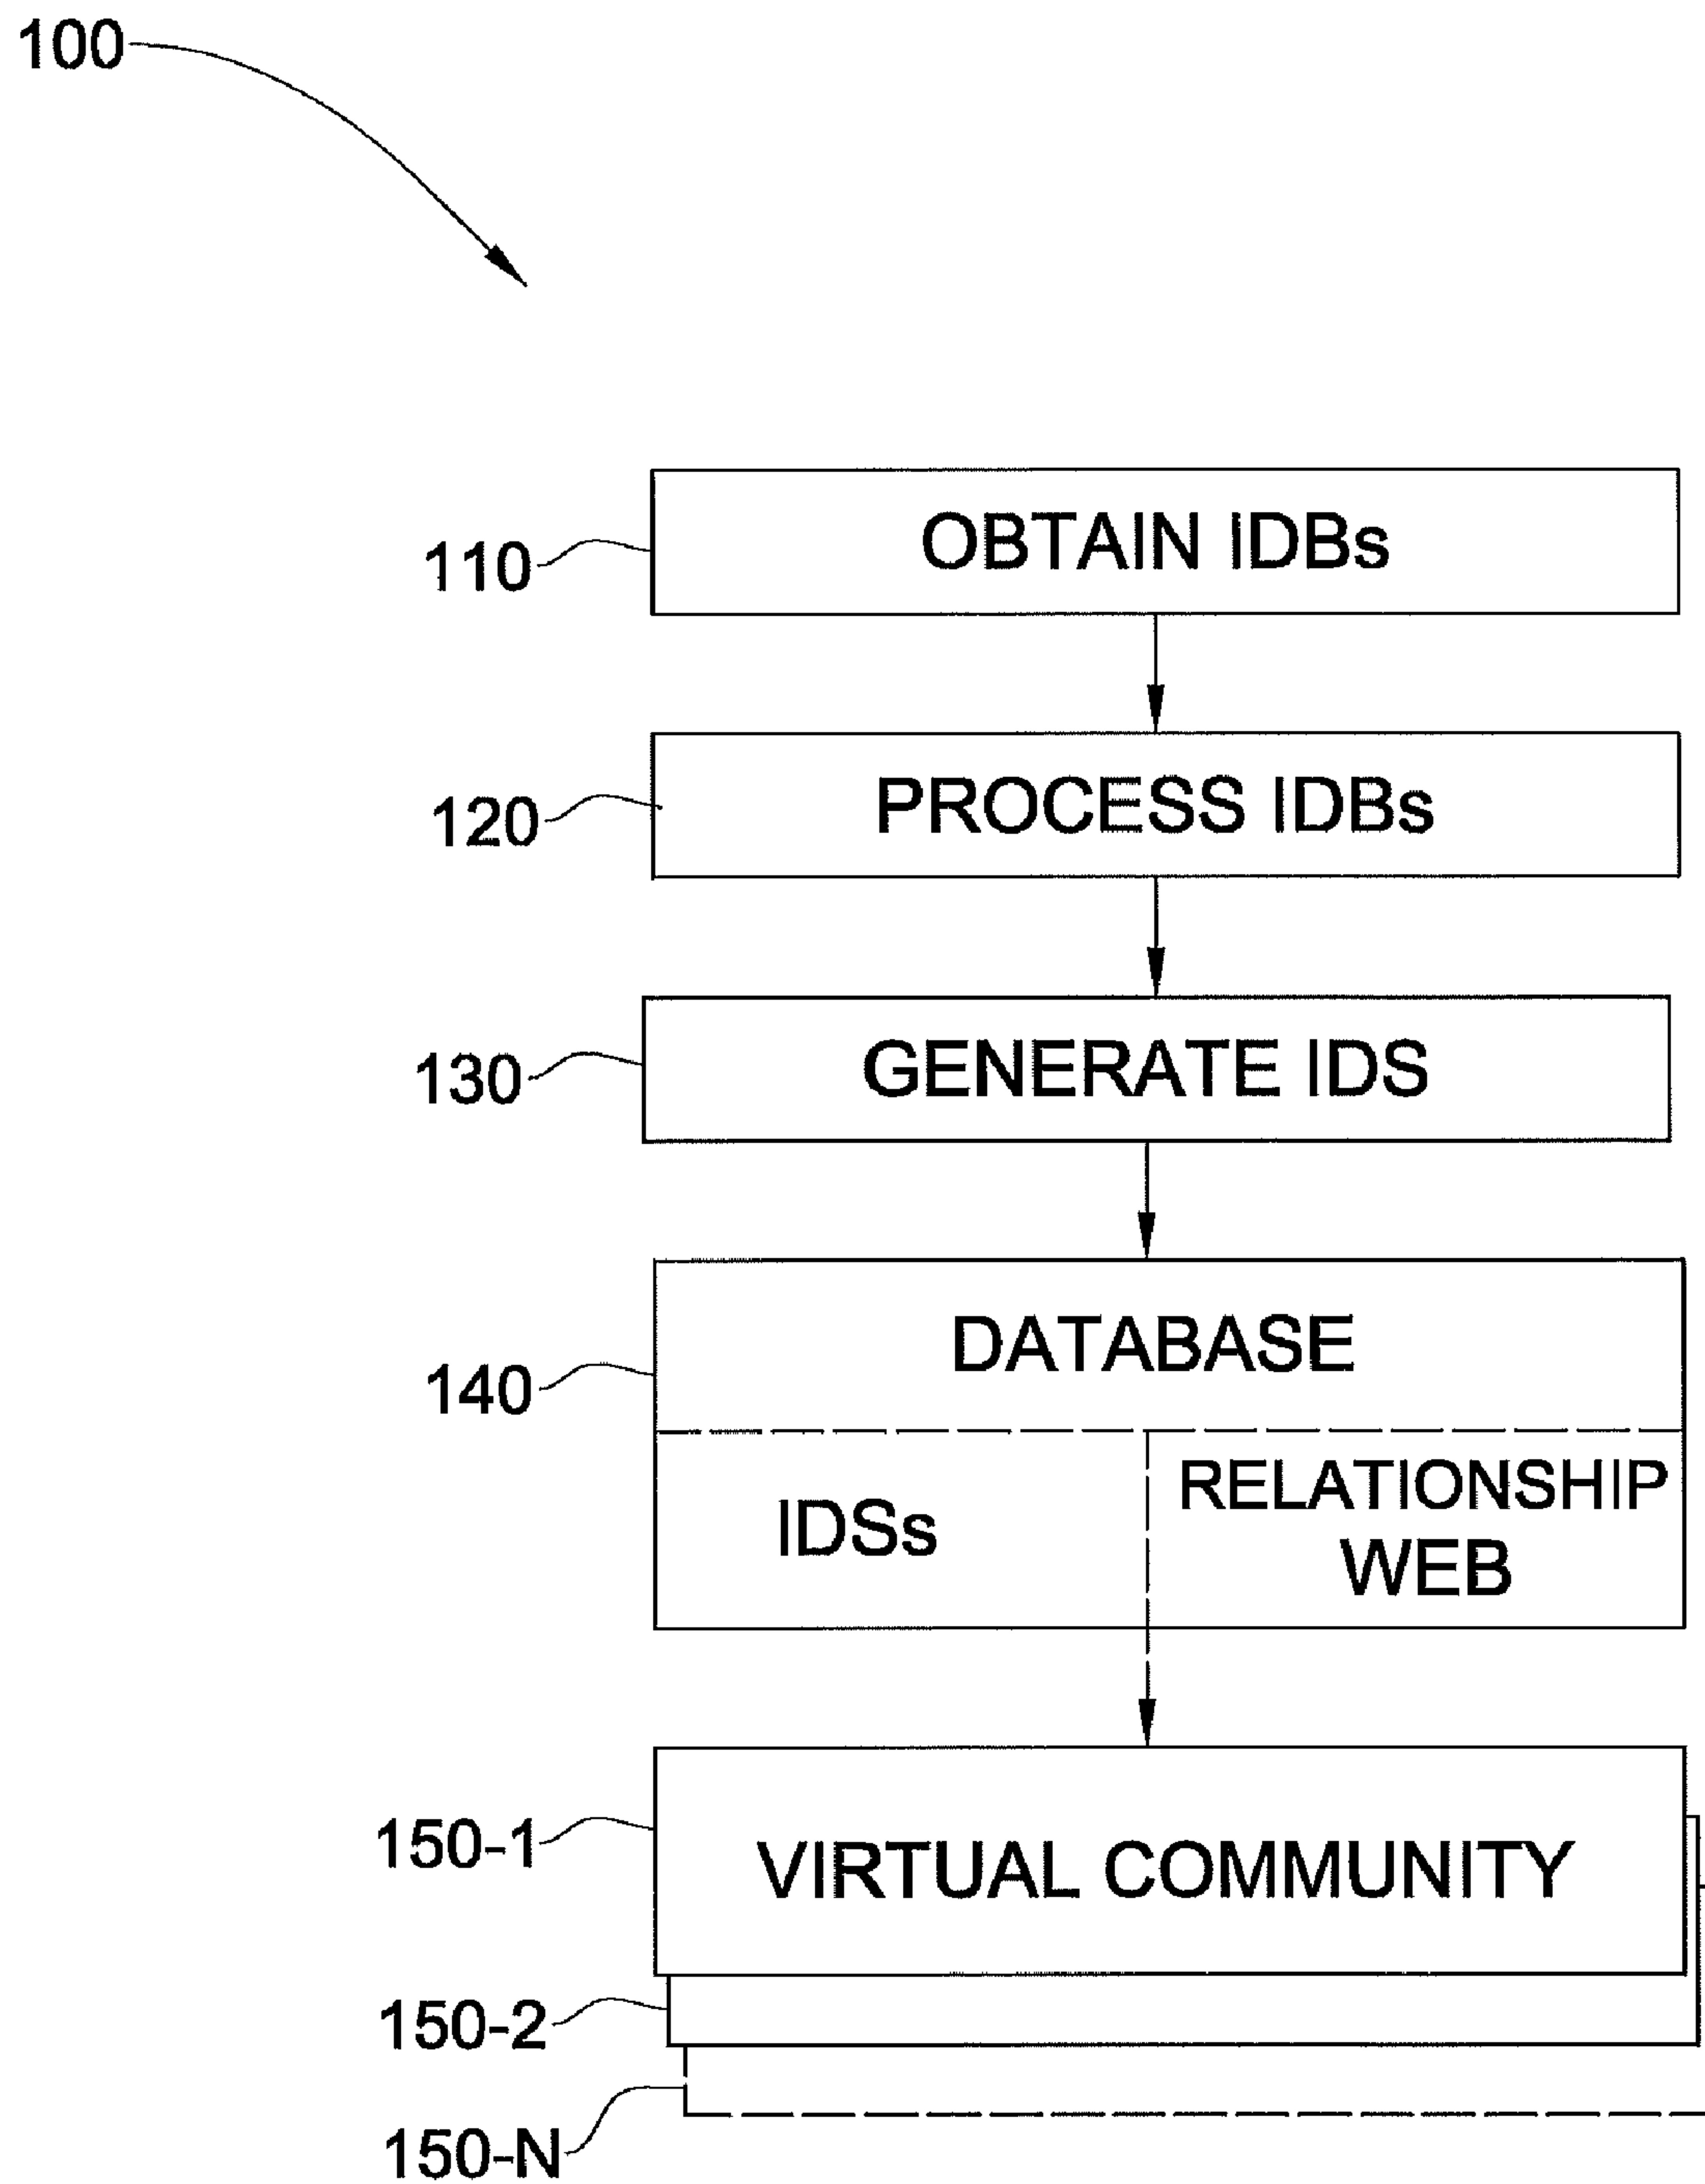 100
110
OBTAIN IDBs
120
PROCESS IDBs
130
GENERATE IDS
140
DATABASE
IDSs
RELATIONSHIP
WEB
150-1
VIRTUAL COMMUNITY
150-2
150-N